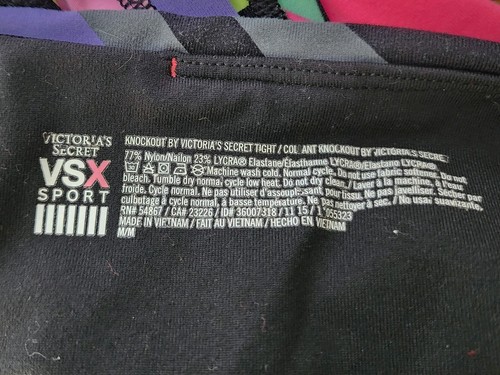 VICTORIA'S
SECRET
VSX
SPORT
KNOCKOUT BY VICTORIA'S SECRET TIGHT / COL ANT KNOCKOUT BY VICTORIA'S SECRET
77% Nylon/Nailon 23% LYCRA® Elastane/Élasthanne LYCRA®/Elastano LYCRA®
Machine wash cold. Normal cycle. Do not use fabric softener. Do not
bleach. Tumble dry normal cycle low heat. Do not dry clean./ Laver à la machine, à l'eau
froide. Cycle normal. Ne pas utiliser d'assouplissant pour tissu. Ne pas javelliser. Sécher par
culbutage à cycle normal, à basse température. Ne pas nettoyer à sec. / No usar suavizante.
RN# 54867 / CA# 23226 / ID# 36007318 / 11 15 / 1*055323
MADE IN VIETNAM / FAIT AU VIETNAM / HECHO EN VIETNAM
M/M